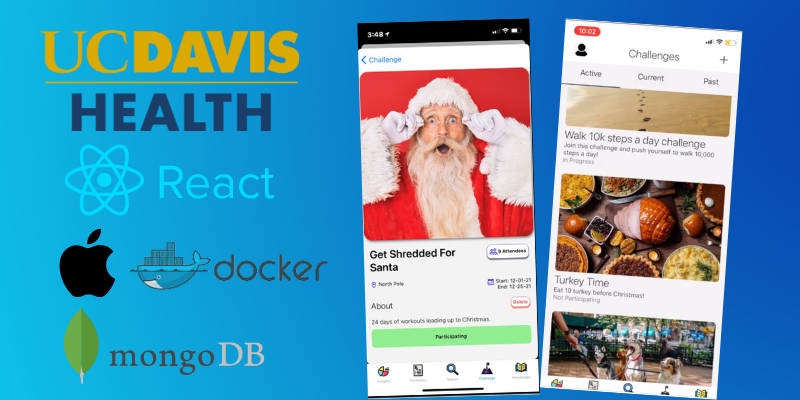 UCDAVIS
HEALTH
React
docker
mongoDB
3:48
Challenge
Get Shredded For
Santa
9 Attendees
North Pole
Start: 12-01-21
End: 12-25-21
About
Delete
24 days of workouts leading up to Christmas.
Participating
Insights
Search
Challenge
10:02
Challenges
+
Active
Current
Past
Walk 10k steps a day challenge
Join this challenge and push yourself to walk 10,000
steps a day!
In Progress
Turkey Time
Eat 10 turkey before Christmas!
Not Participating